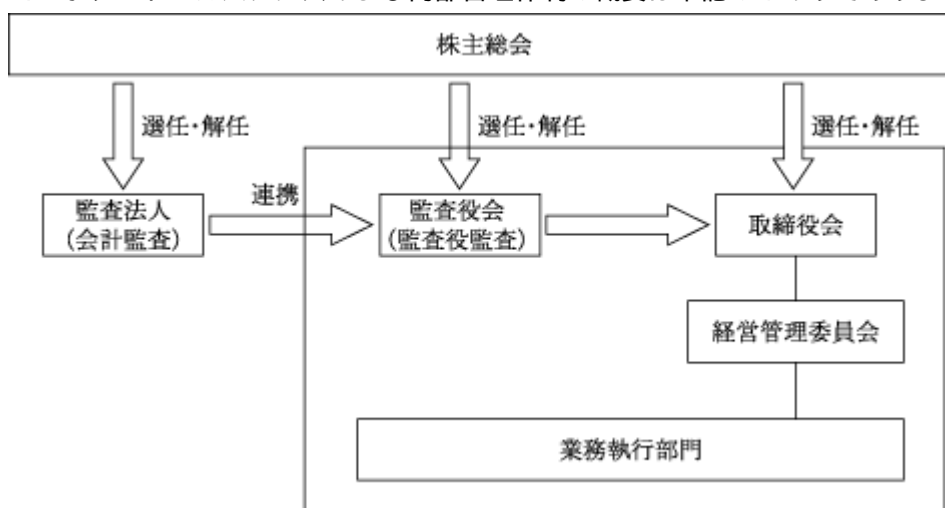 株主総会
選任・解任
選任・解任
選任・解任
監査法人
(会計監査)
連携
監査役会
(監査役監査)
取締役会
経営管理委員会
業務執行部門